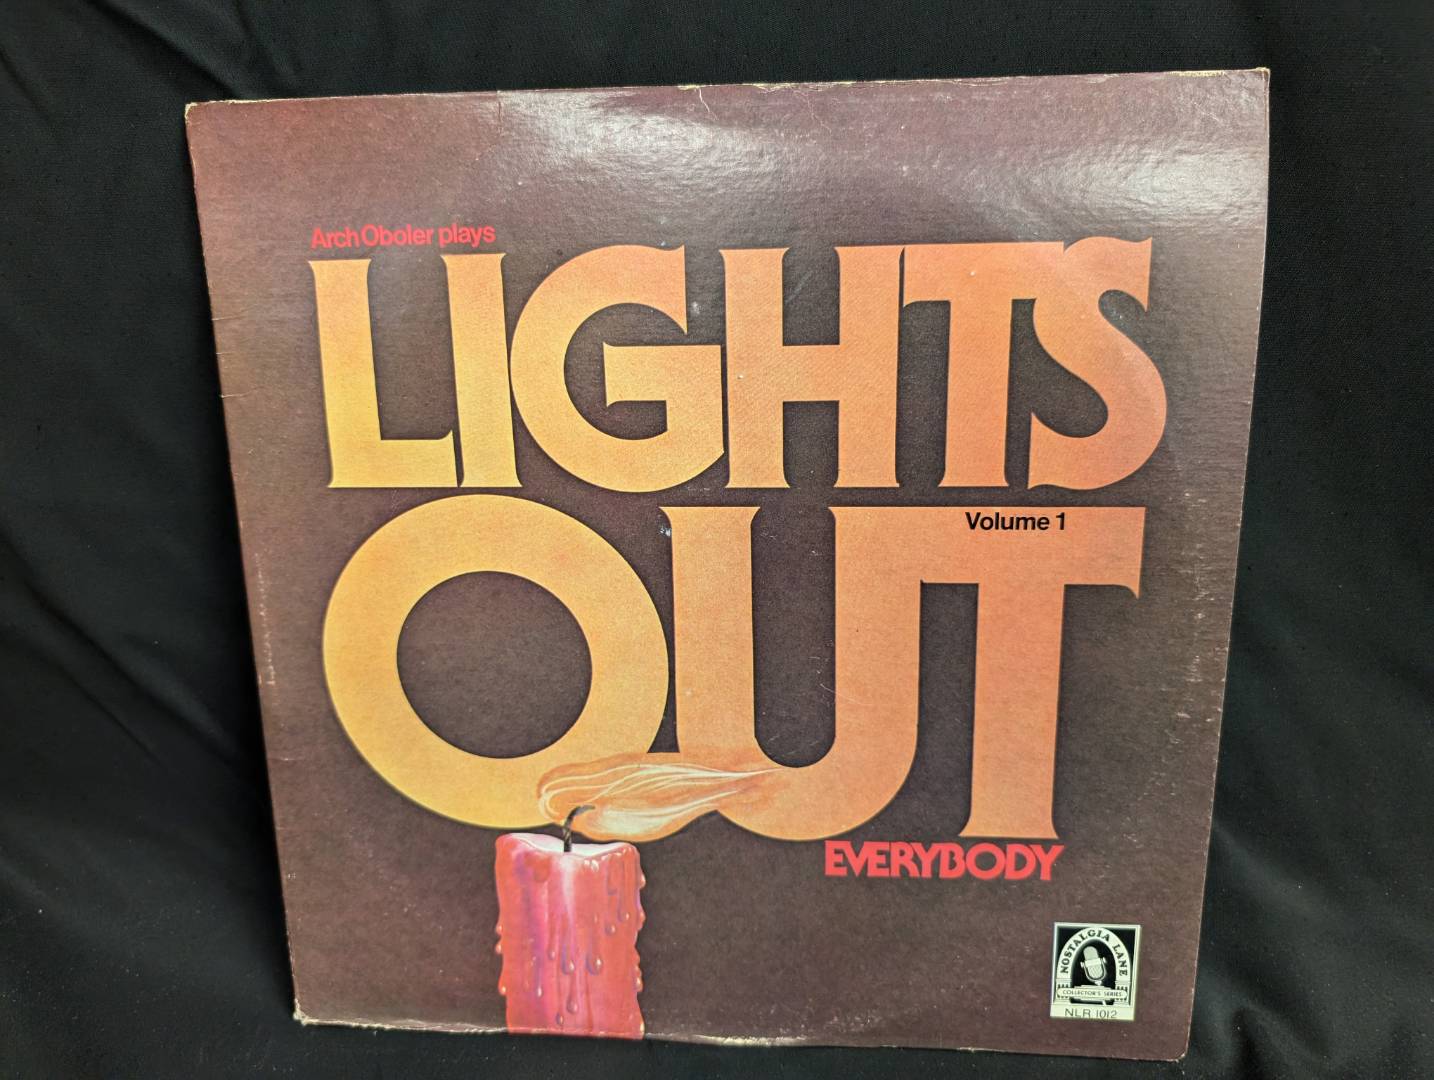 Arch Oboler plays
LIGHTS
OUT
Volume 1
EVERYBODY
NOSTALGIA LANE
COLLECTOR'S SERIES
NLR 1012